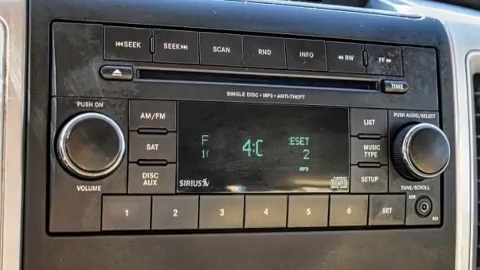 SEEK SEEK SCAN RND INFO RW FF
TIME
SINGLE DISC • MP3 • ANTI-THEFT
PUSH ON
VOLUME
AM/FM
SAT
DISC
AUX
4:
2
SIRIUS
LIST
MUSIC
TYPE
SETUP
PUSH AUDIO/SELECT
TUNE/SCROLL
AUX
1 2 3 4 5 6 SET